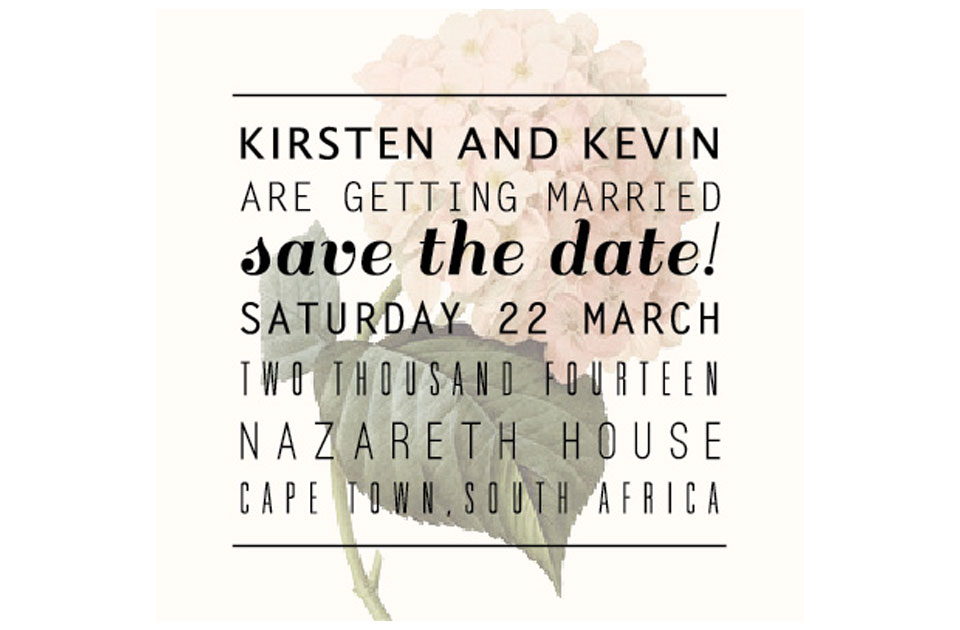 KIRSTEN AND KEVIN
ARE GETTING MARRIED
save the date!
SATURDAY 22 MARCH
TWO THOUSAND FOURTEEN
NAZARETH HOUSE
CAPE TOWN, SOUTH AFRICA